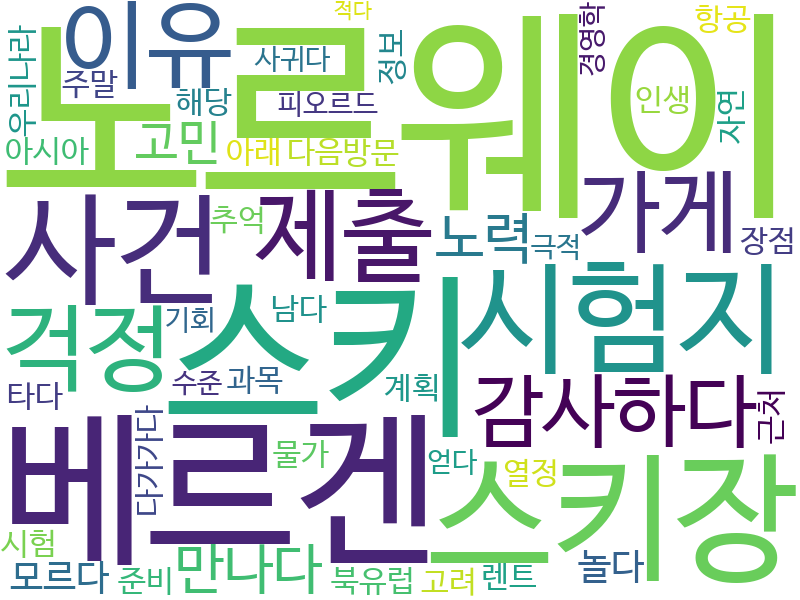 적다
이유
노르웨이
우리나라
주말
사귀다
정보
경영학
항공
해당
피오르드
인생
자연
아시아
고민
아래
다음방문
사건
추억
제출
노력
극적
가게
장점
걱정
기회
남다
스키
시험지
타다
수준
과목
계획
감사하다
근처
베르겐
다가가다
물가
얻다
열정
스키장
시험
모르다
준비
만나다
북유럽
고려
렌트
놀다